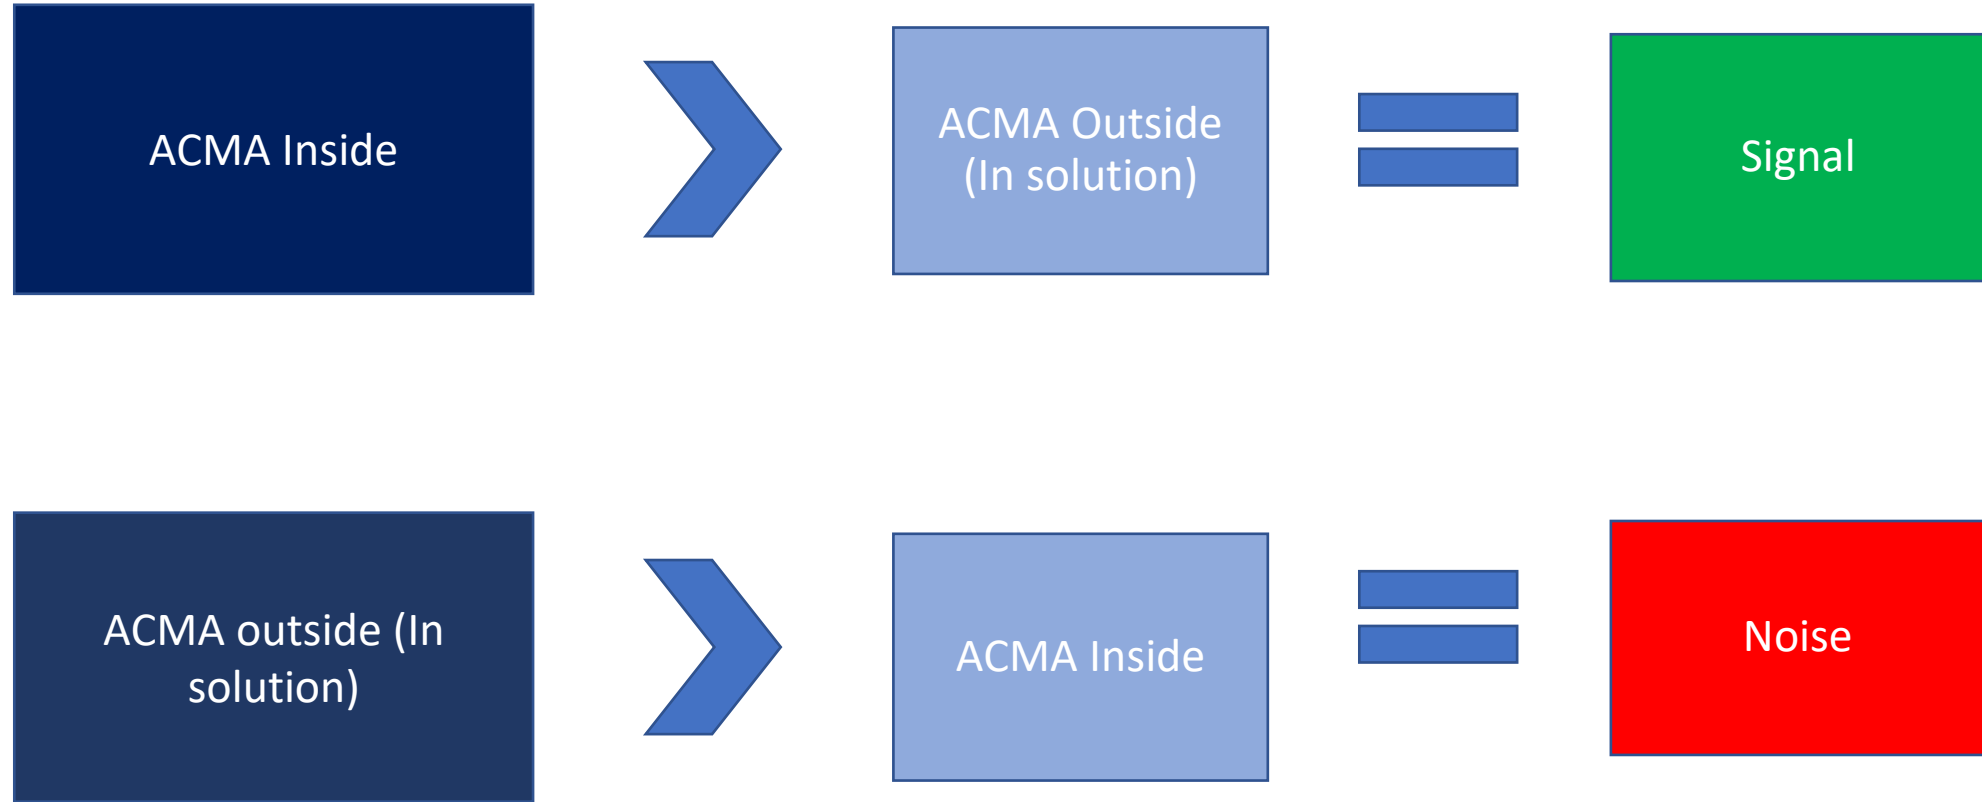 ACMA Inside
ACMA Outside
(In solution)
Signal
ACMA outside (In
solution)
ACMA Inside
Noise